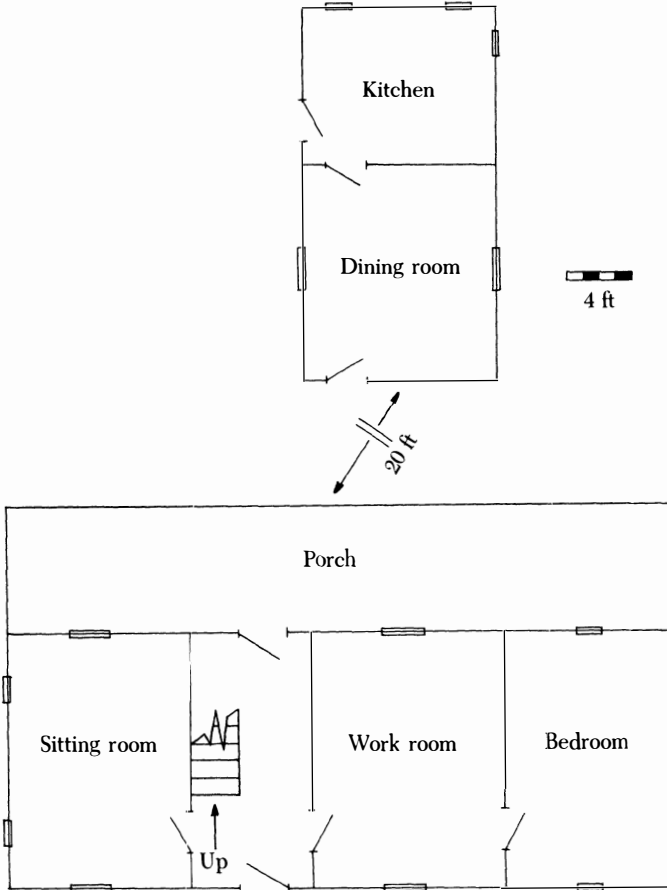 Kitchen
Dining room
4 ft
20 ft
Porch
Sitting room
Work room
Bedroom
Up